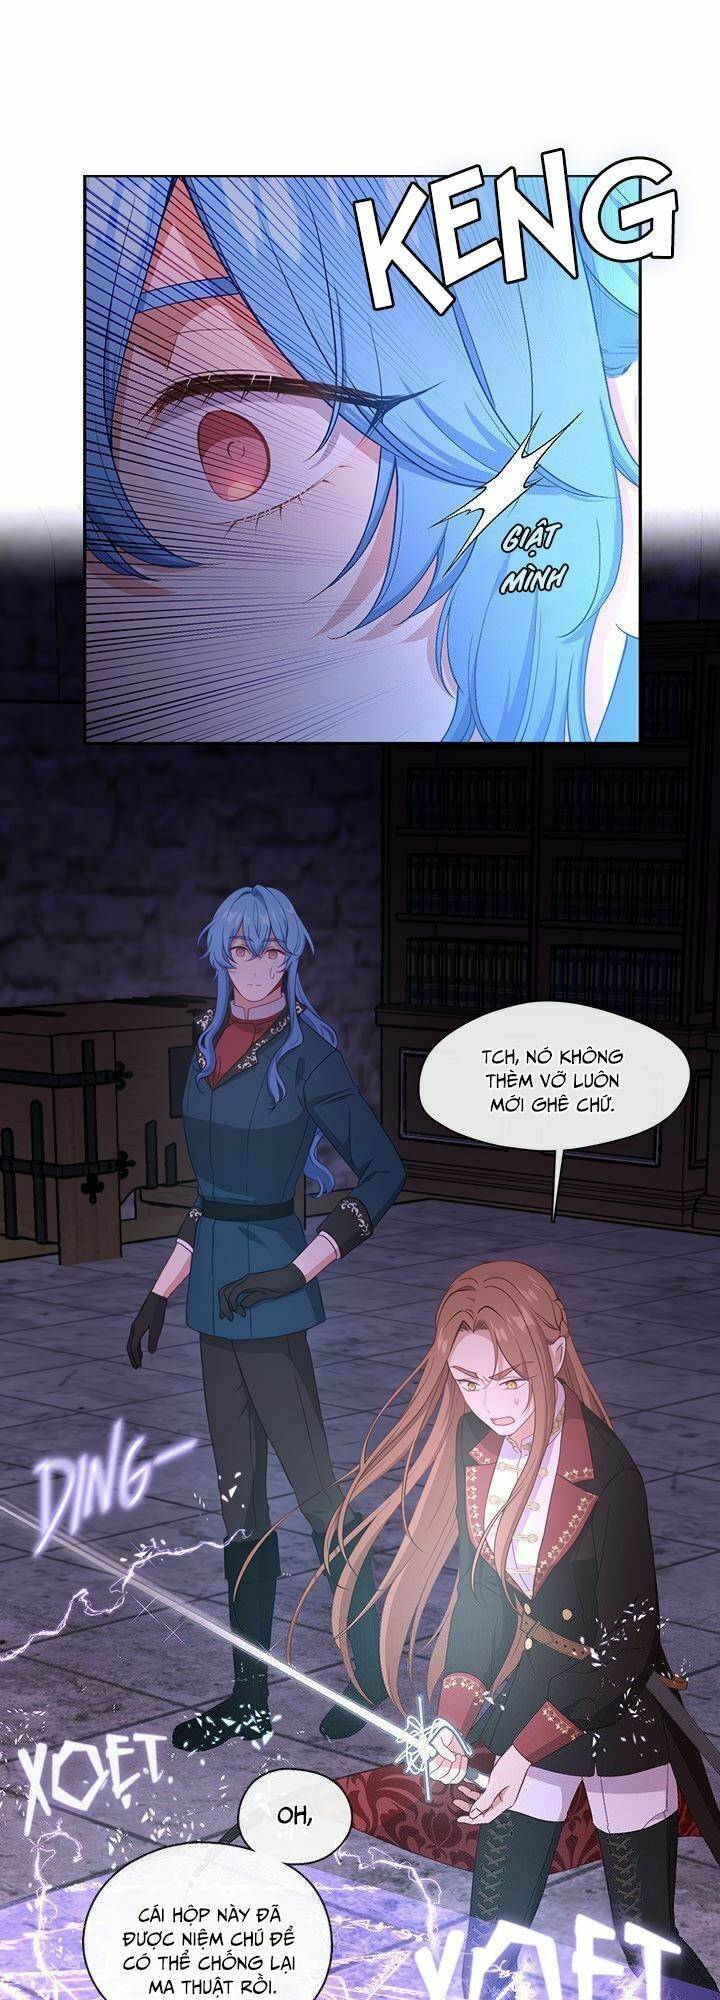 KENG
GIẬT
MÌNH
TCH, NÓ KHÔNG
THÈM VỠ LUÔN
MỚI GHÊ CHỨ.
DING—
XOẸT
OH,
CÁI HỘP NÀY ĐÃ
ĐƯỢC NIỆM CHÚ ĐỂ
CÓ THỂ CHỐNG LẠI
MA THUẬT RỒI.
XOẸT